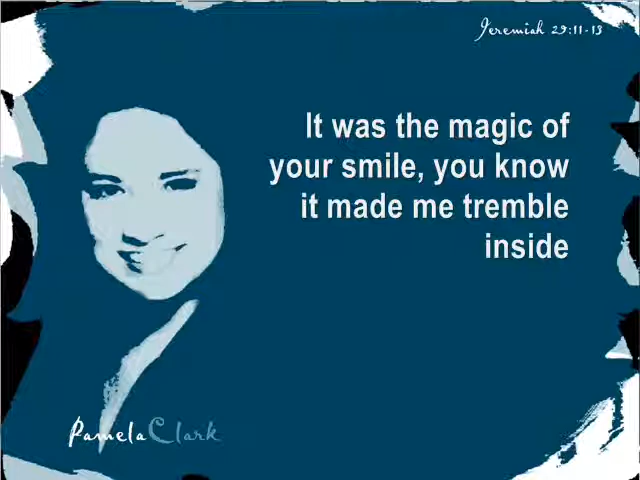 Jeremiah 29:11-13
It was the magic of
your smile, you know
it made me tremble
inside
PamelaClark